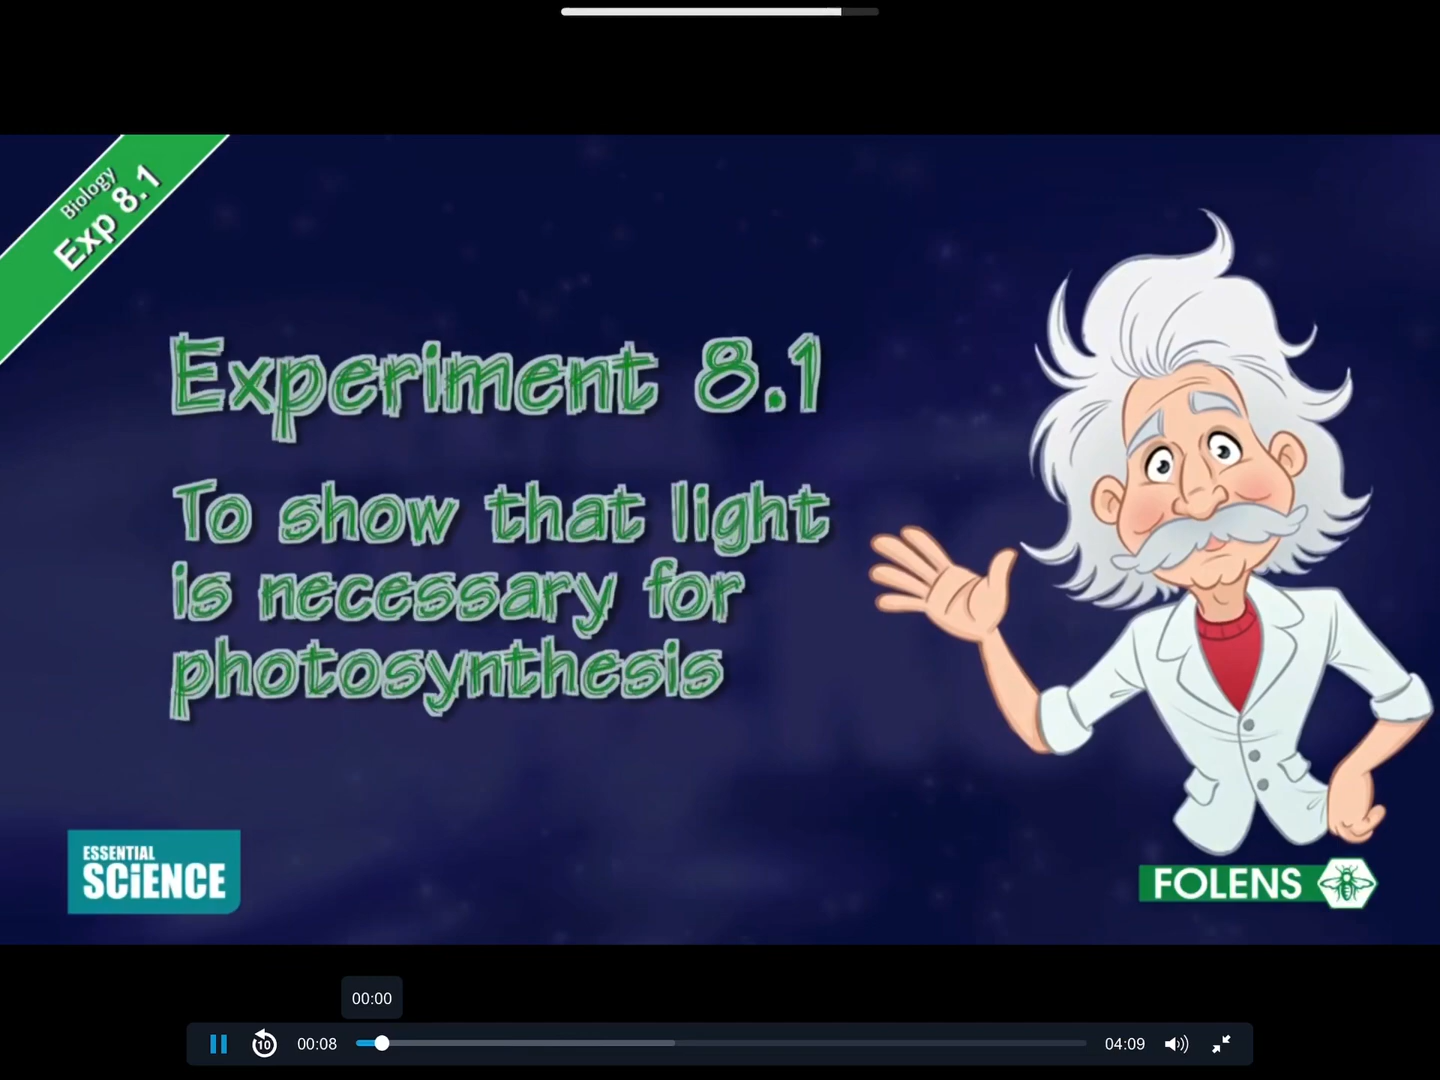 Biology
Exp 8.1
Experiment 8.1
To show that light
is necessary for
photosynthesis
ESSENTIAL
SCiENCE
FOLENS
00:00
10
00:08
04:09